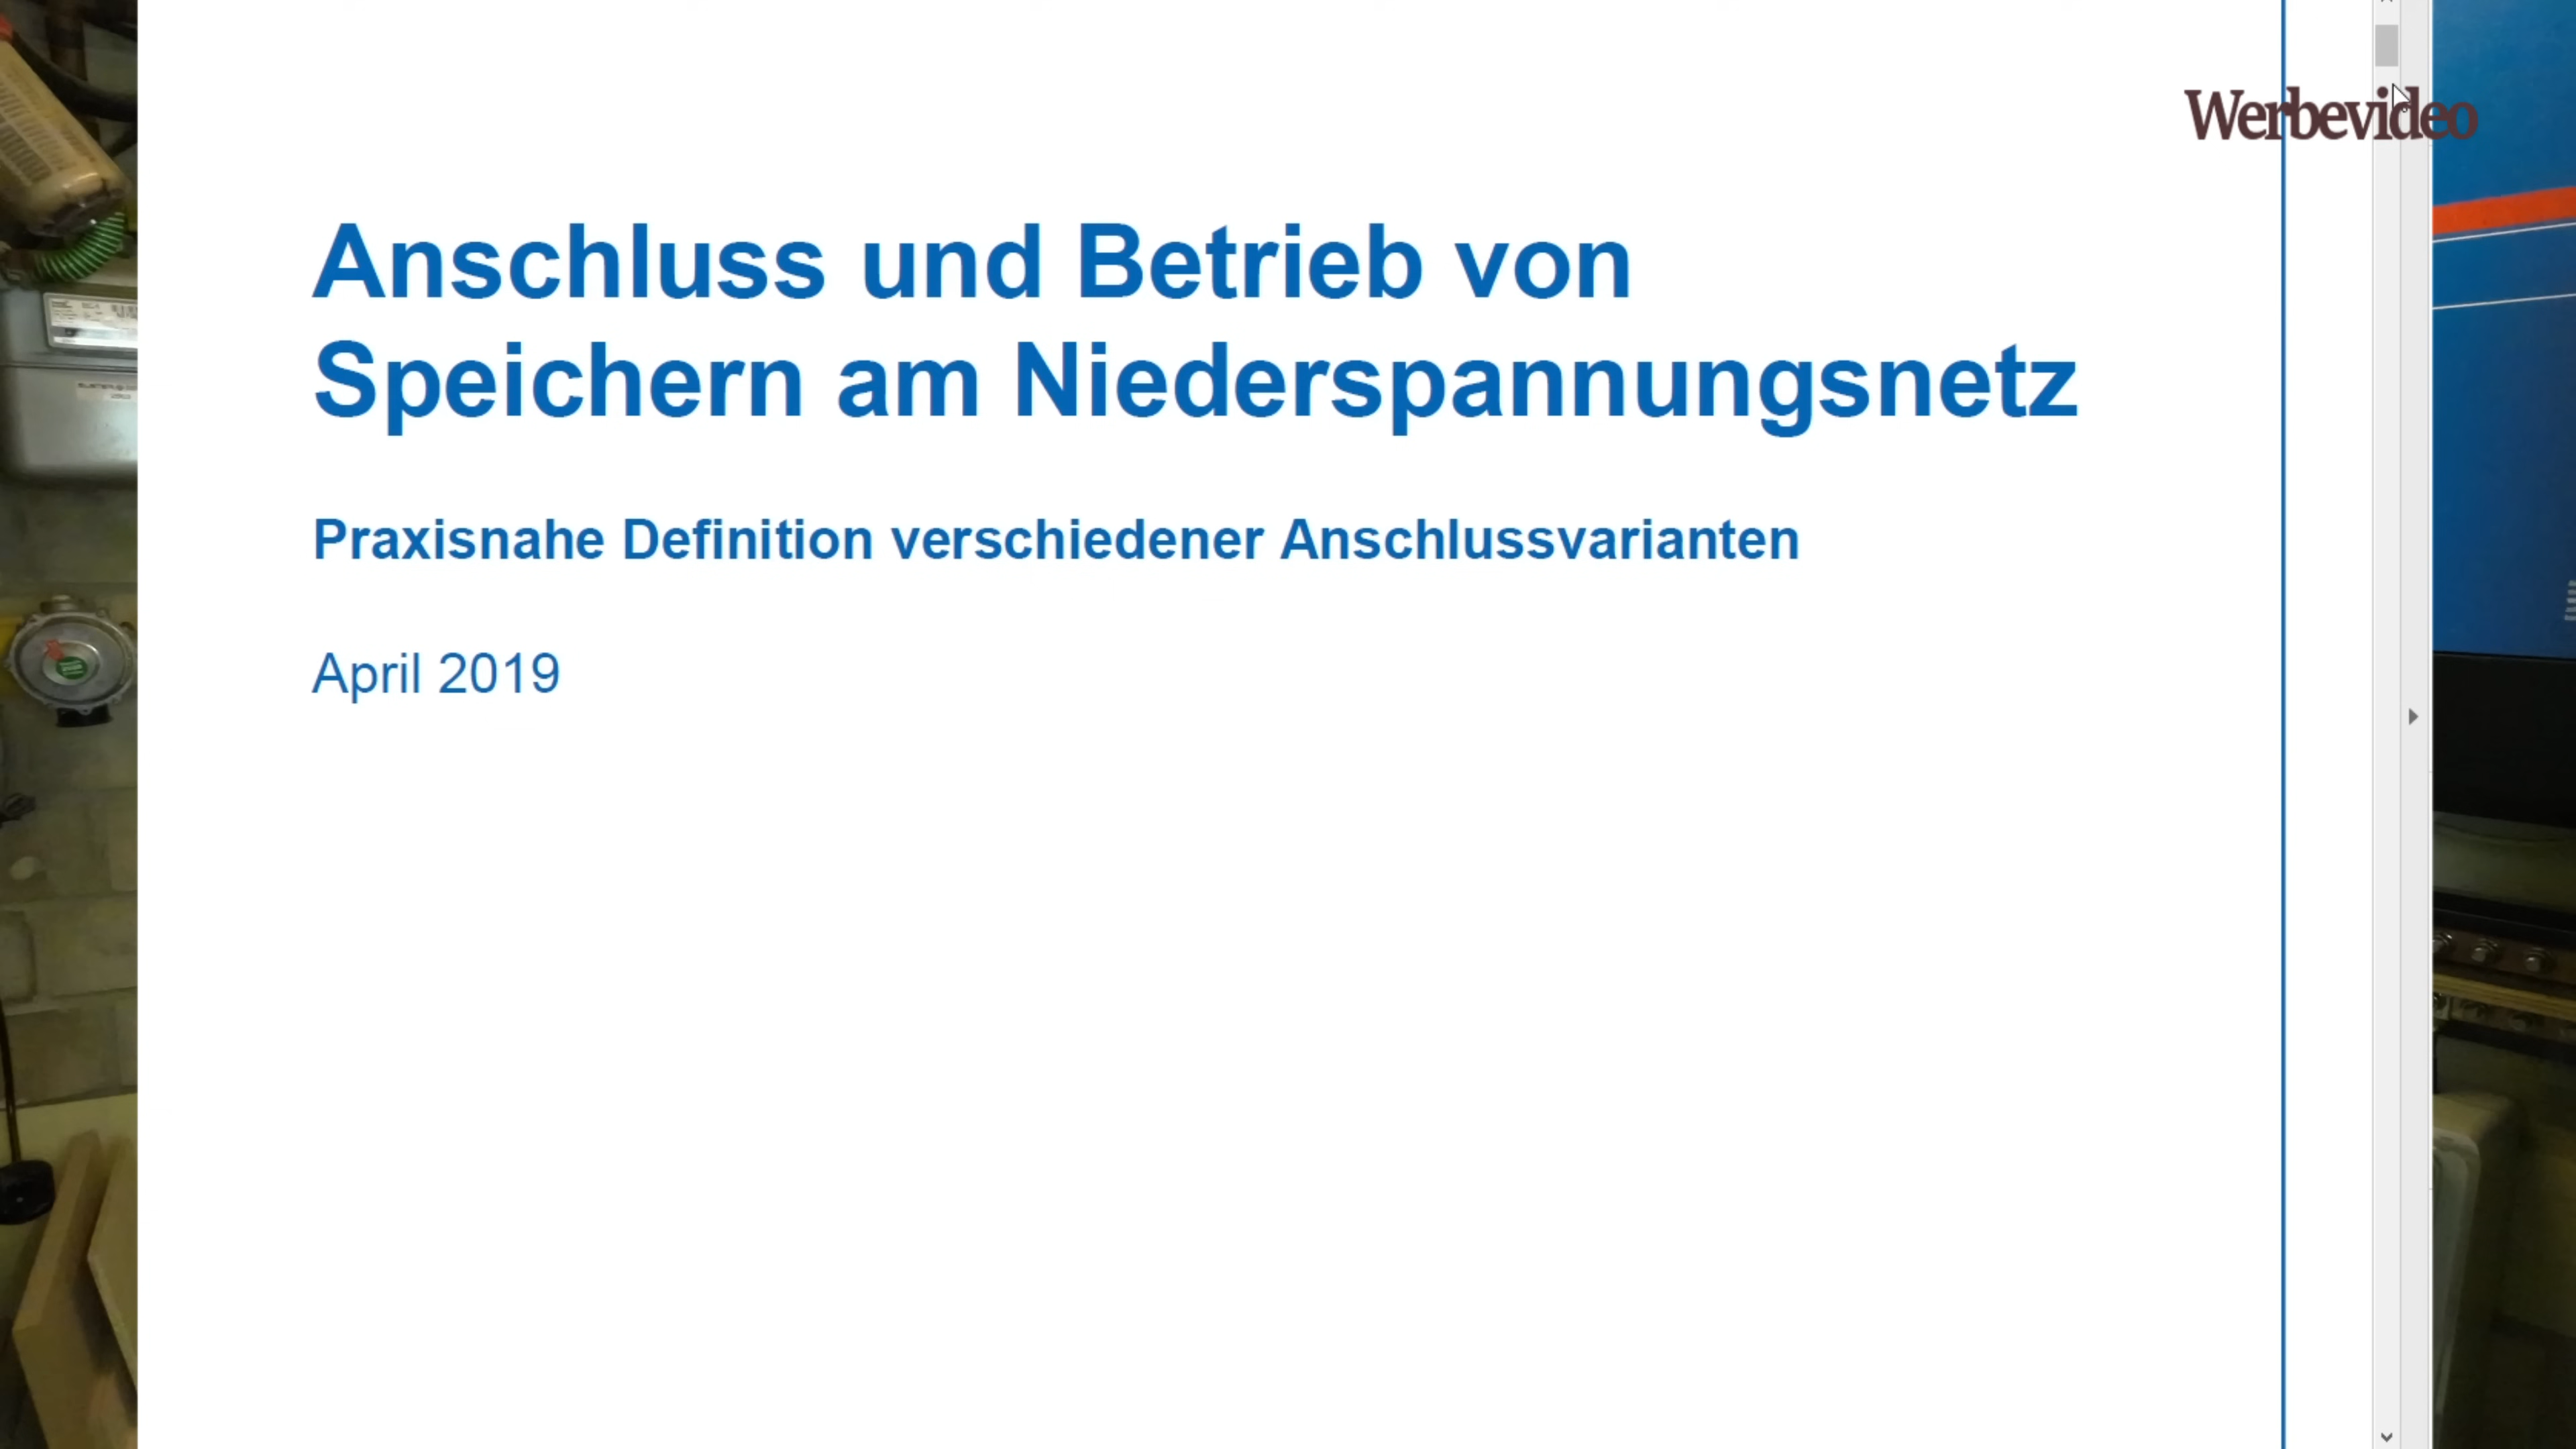 Werbevideo
Anschluss und Betrieb von
Speichern am Niederspannungsnetz
Praxisnahe Definition verschiedener Anschlussvarianten
April 2019